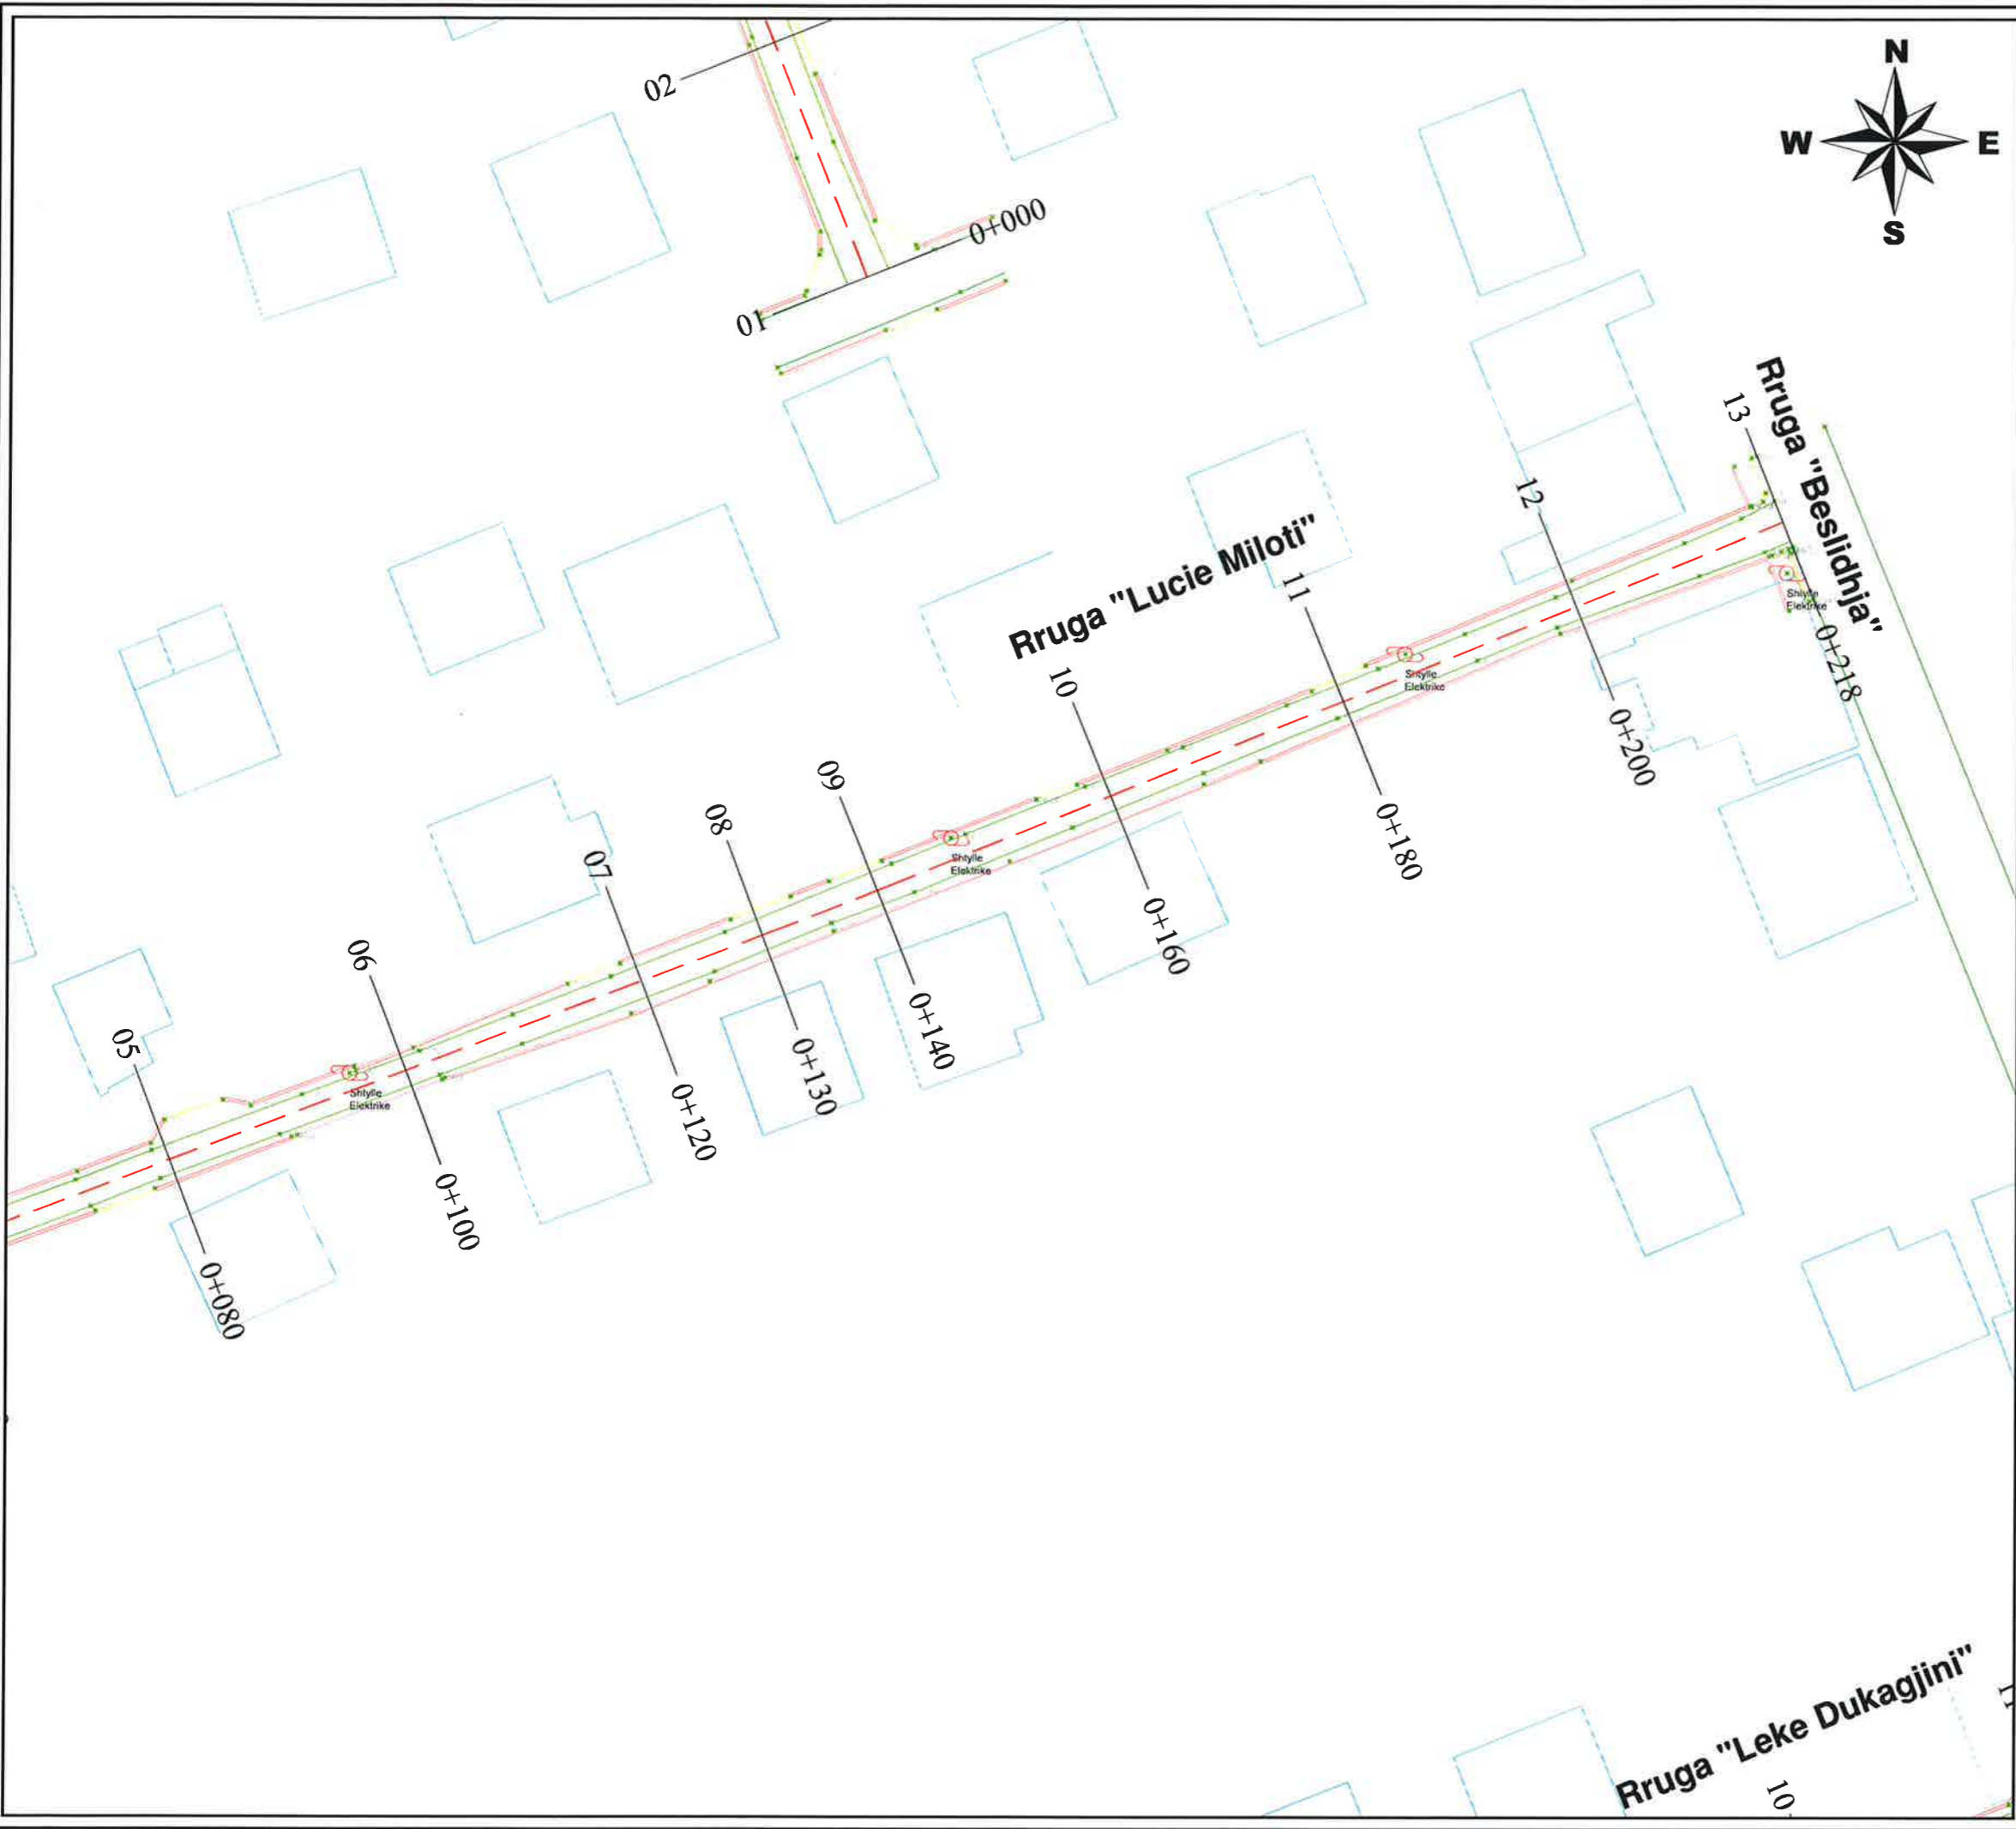 N
W E
S
02
0+000
01
Rruga "Beslidhja"
13
12
Rruga "Lucie Miloti"
11
10
09
08
07
06
05
Shtylle
Elektrike
0+218
Shtylle
Elektrike
0+200
Shtylle
Elektrike
0+180
0+160
0+140
0+130
0+120
Shtylle
Elektrike
0+100
0+080
Rruga "Leke Dukagjini"
10